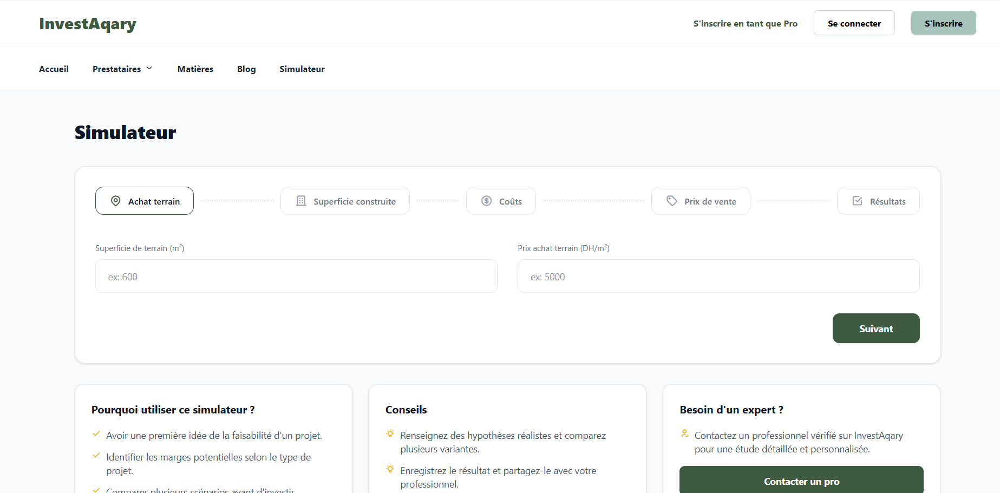 InvestAqary
S'inscrire en tant que Pro
Se connecter
S'inscrire
Accueil
Prestataires
Matières
Blog
Simulateur
Simulateur
Achat terrain
Superficie construite
Coûts
Prix de vente
Résultats
Superficie de terrain (m²)
Prix achat terrain (DH/m²)
ex: 600
ex: 5000
Suivant
Pourquoi utiliser ce simulateur ?
Avoir une première idée de la faisabilité d'un projet.
Identifier les marges potentielles selon le type de
projet.
Comparer plusieurs scénarios avant d'investir
Conseils
Renseignez des hypothèses réalistes et comparez
plusieurs variantes.
Enregistrez le résultat et partagez-le avec votre
professionnel.
Besoin d'un expert ?
Contactez un professionnel vérifié sur InvestAqary
pour une étude détaillée et personnalisée.
Contacter un pro